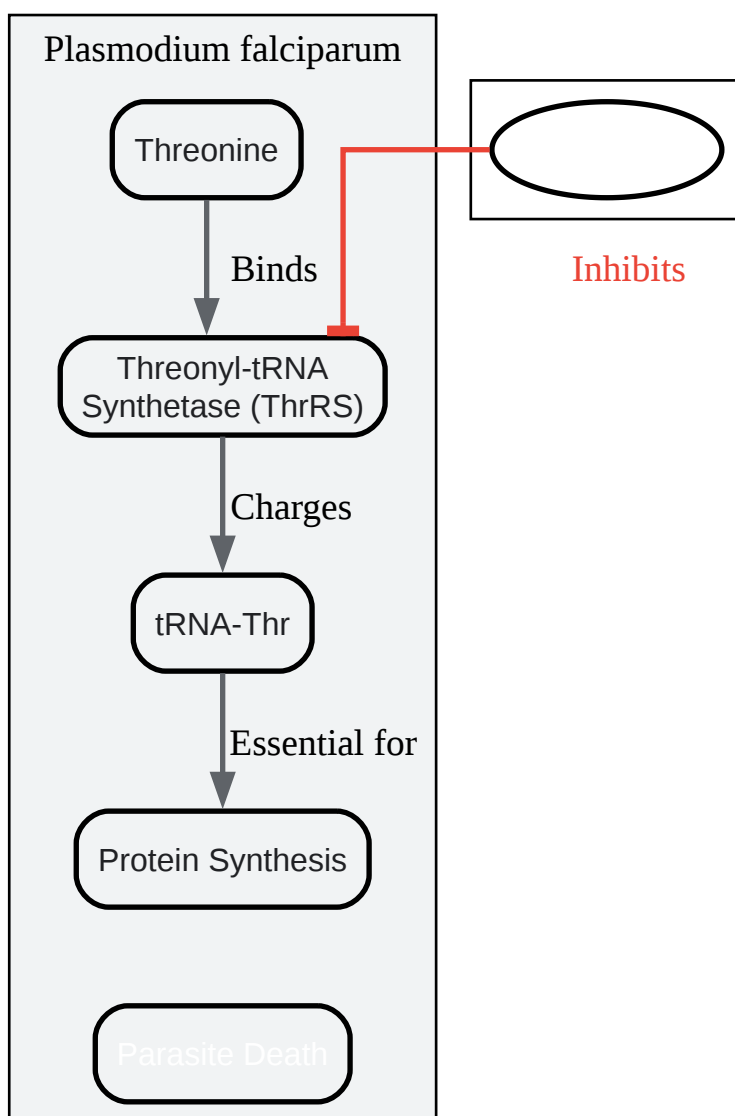 Plasmodium falciparum
Threonine
Binds
Inhibits
Threonyl-tRNA
Synthetase (ThrRS)
Charges
tRNA-Thr
Essential for
Protein Synthesis
Parasite Death